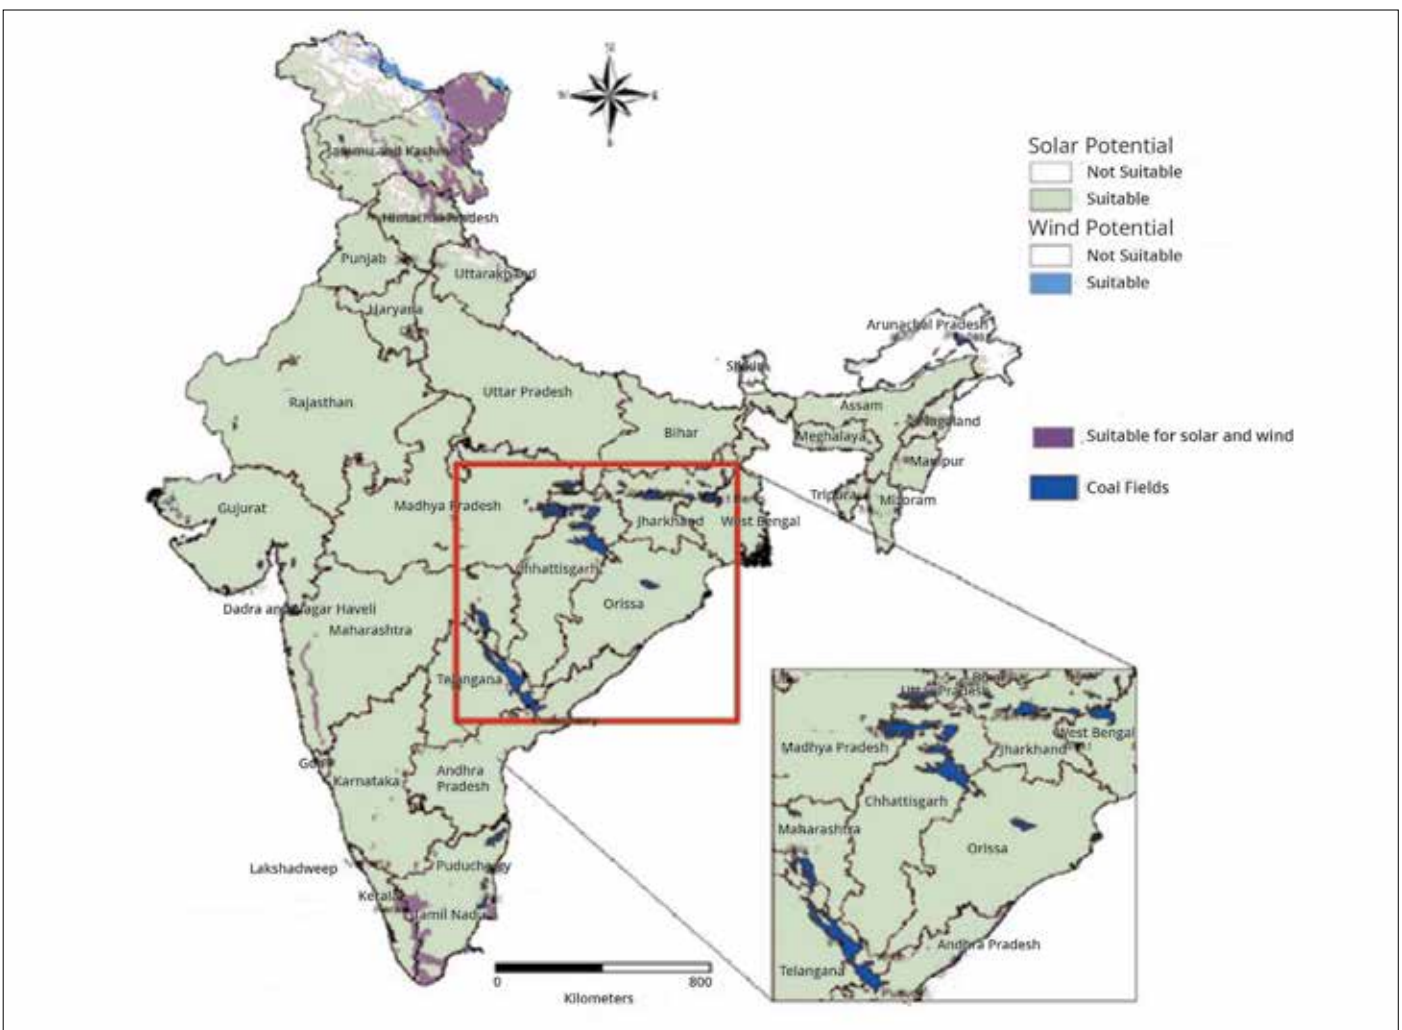 Solar Potential
Not Suitable
Suitable
Wind Potential
Not Suitable
Suitable
Suitable for solar and wind
Coal Fields
Jammu and Kashmir
Himachal Pradesh
Punjab
Uttarakhand
Haryana
Arunachal Pradesh
Sikkim
Rajasthan
Uttar Pradesh
Assam
Nagaland
Bihar
Meghalaya
Manipur
Gujurat
Madhya Pradesh
Tripura
Mizoram
Jharkhand
West Bengal
Chhattisgarh
Orissa
Dadra and Nagar Haveli
Maharashtra
Telangana
Goa
Karnataka
Andhra
Pradesh
Lakshadweep
Puducherry
Kerala
Tamil Nadu
0
800
Kilometers
Uttar Pradesh
Madhya Pradesh
West Bengal
Jharkhand
Chhattisgarh
Maharashtra
Orissa
Andhra Pradesh
Telangana